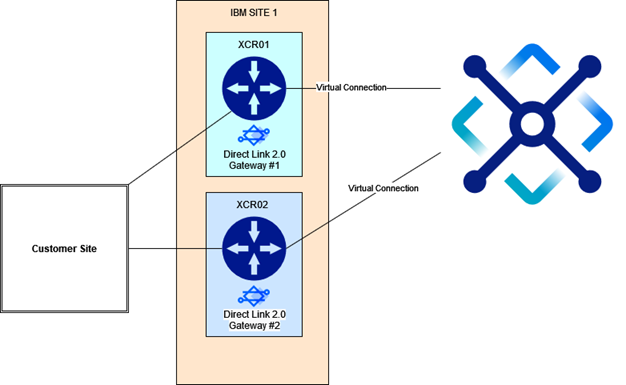 IBM SITE 1
XCR01
Direct Link 2.0
Gateway #1
Virtual Connection
XCR02
Direct Link 2.0
Gateway #2
Virtual Connection
Customer Site